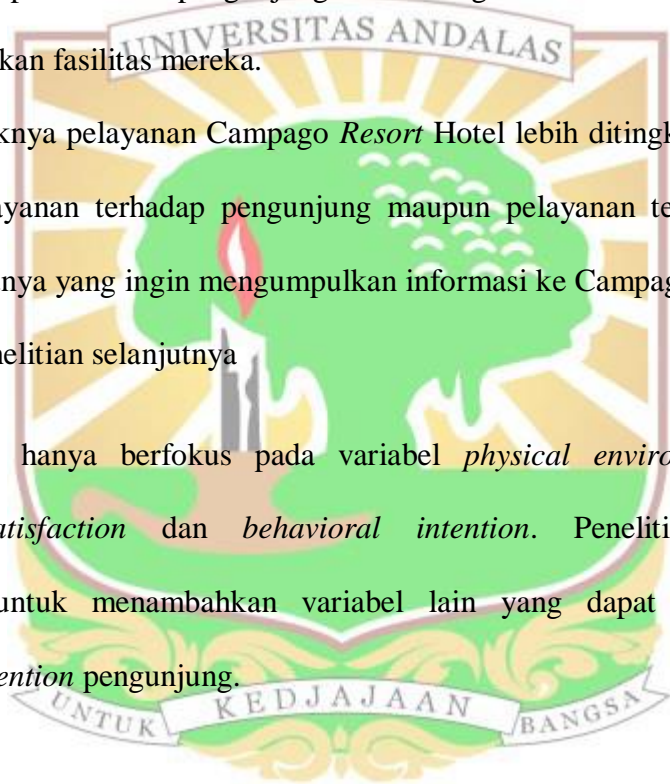 pengunjung
UNIVERSITAS ANDALAS
kan fasilitas mereka.
knya pelayanan Campago Resort Hotel lebih ditingk
ayanan terhadap pengunjung maupun pelayanan te
nya yang ingin mengumpulkan informasi ke Campag
nelitian selanjutnya
hanya berfokus pada variabel physical enviro
atisfaction dan behavioral intention. Peneliti
untuk menambahkan variabel lain yang dapat
ention pengunjung.
UNTUK KEDJAJAAN BANGSA